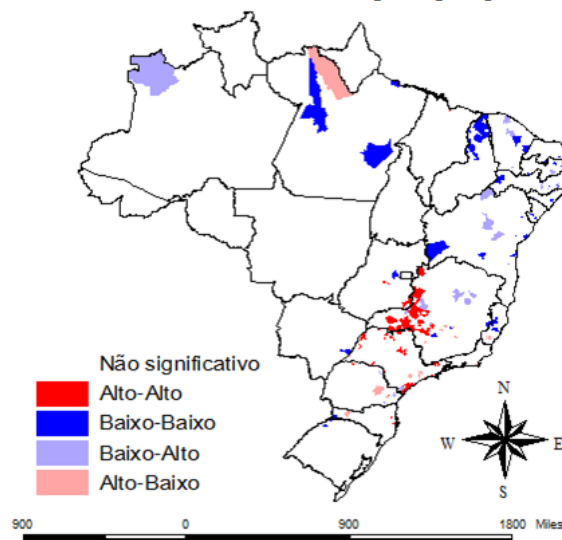 Não significativo
Alto-Alto
Baixo-Baixo
Baixo-Alto
Alto-Baixo
N
W
E
S
900
0
900
1800 Miles